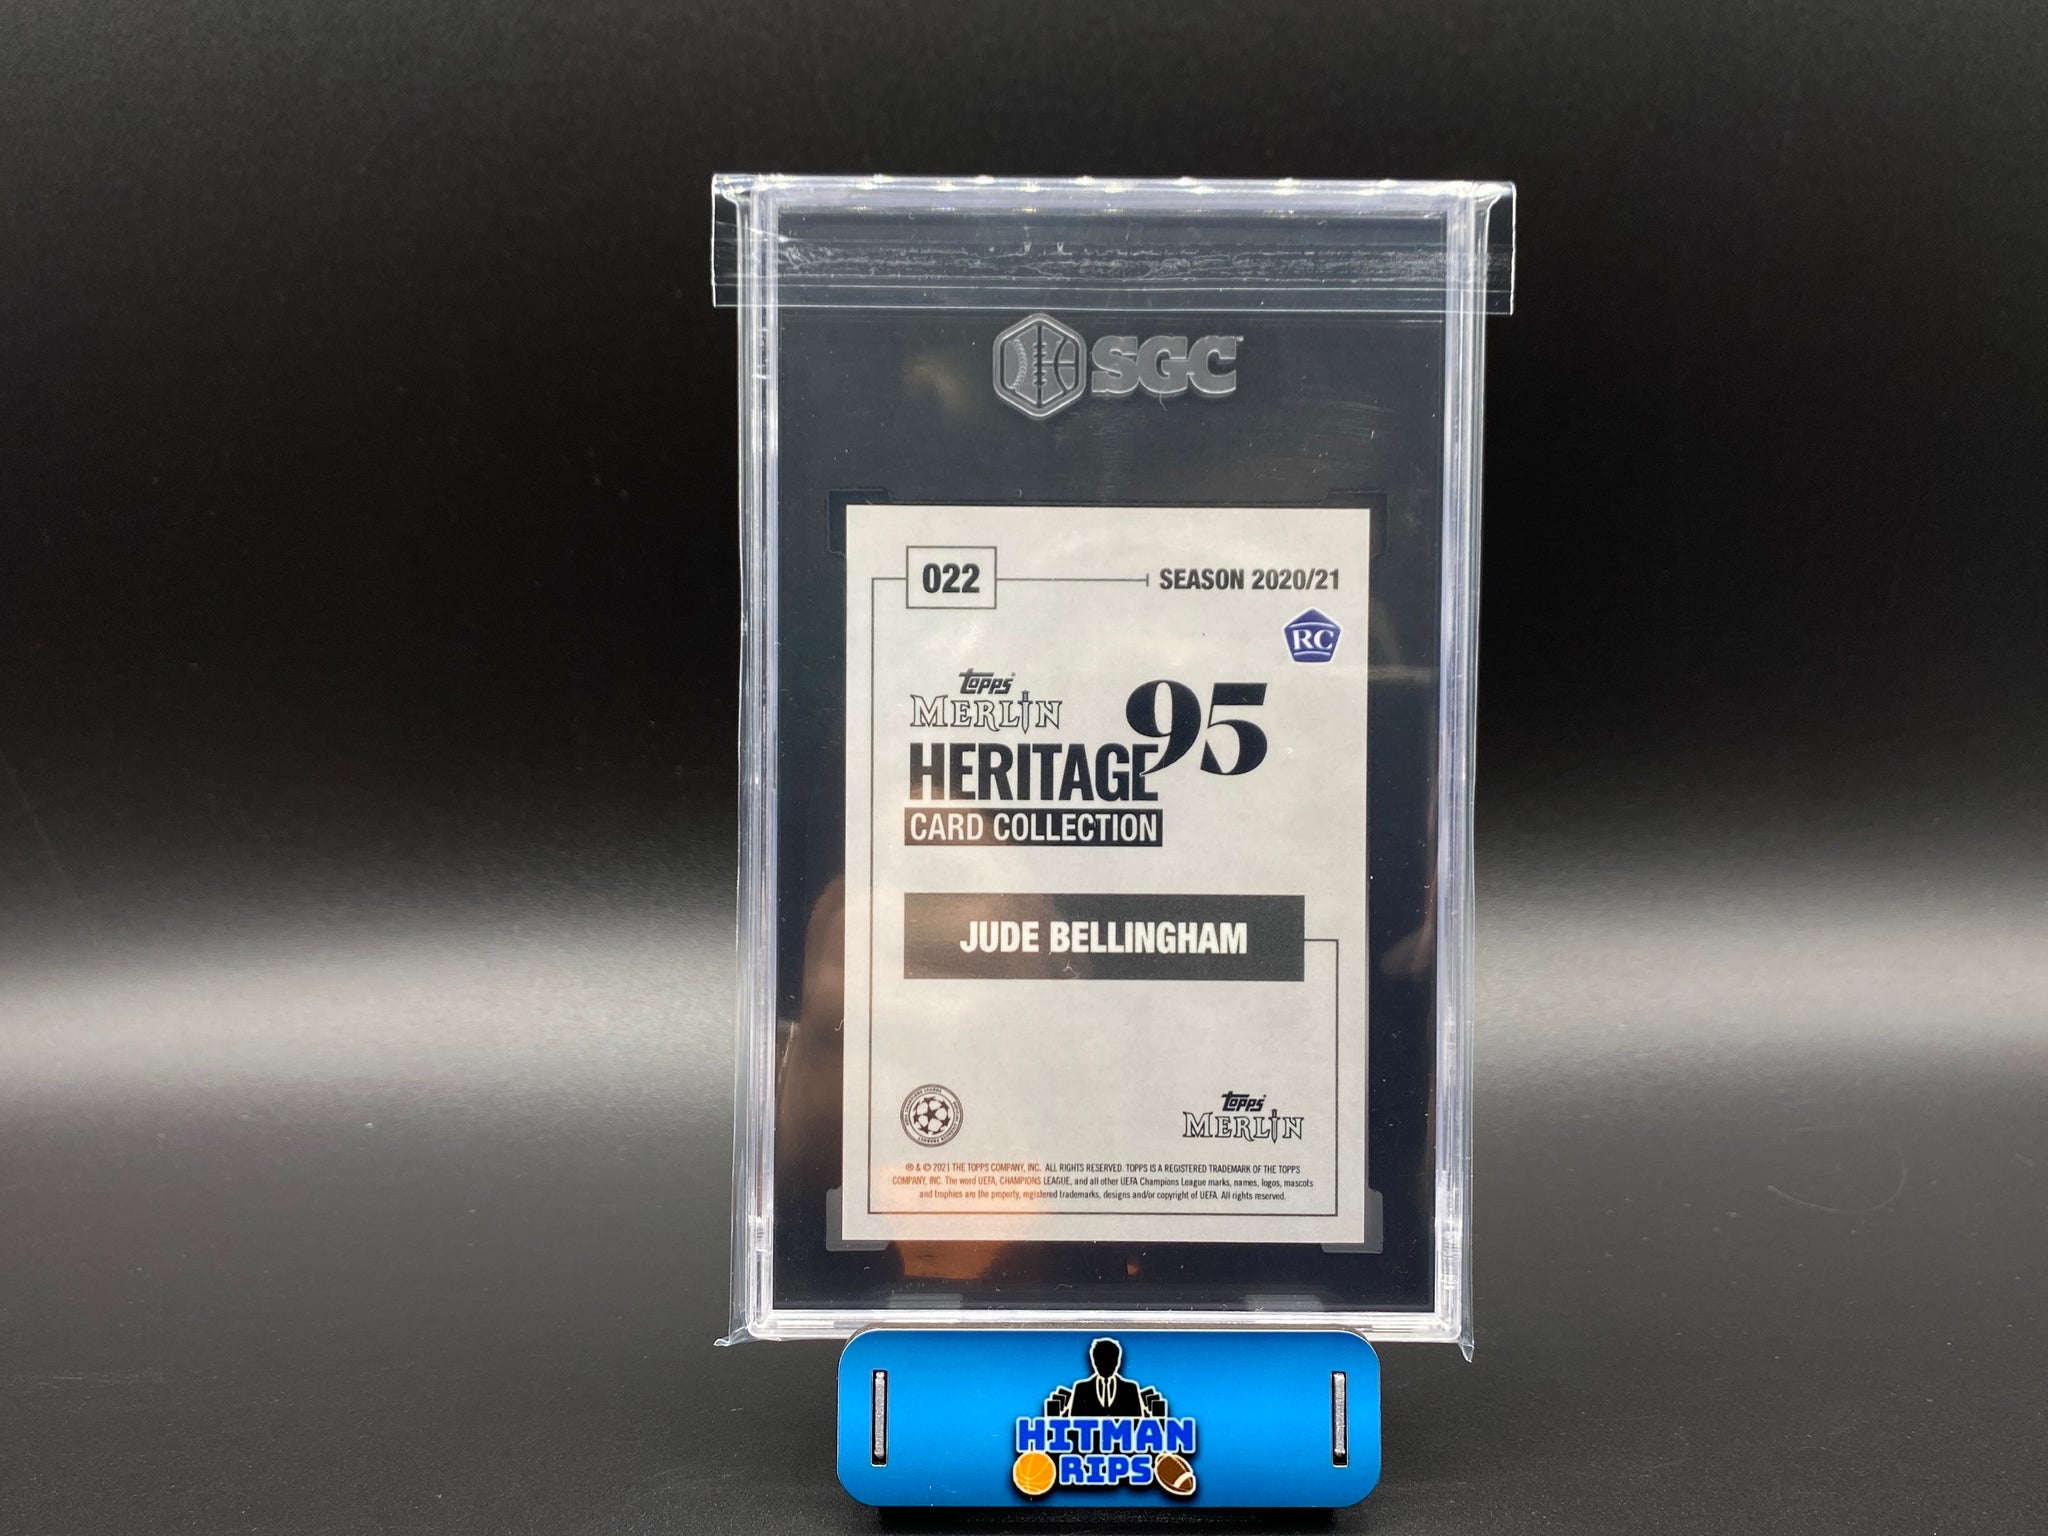 SGC
022
SEASON 2020/21
RC
Topps
MERLIN
95
HERITAGE
CARD COLLECTION
JUDE BELLINGHAM
Topps
MERLIN
® & © 2021 THE TOPPS COMPANY, INC. ALL RIGHTS RESERVED. TOPPS IS A REGISTERED TRADEMARK OF THE TOPPS
COMPANY, INC. The word UEFA, CHAMPIONS LEAGUE, and all other UEFA Champions League marks, names, logos, mascots
and trophies are the property, registered trademarks, designs and/or copyright of UEFA. All rights reserved.
HITMAN
RIPS